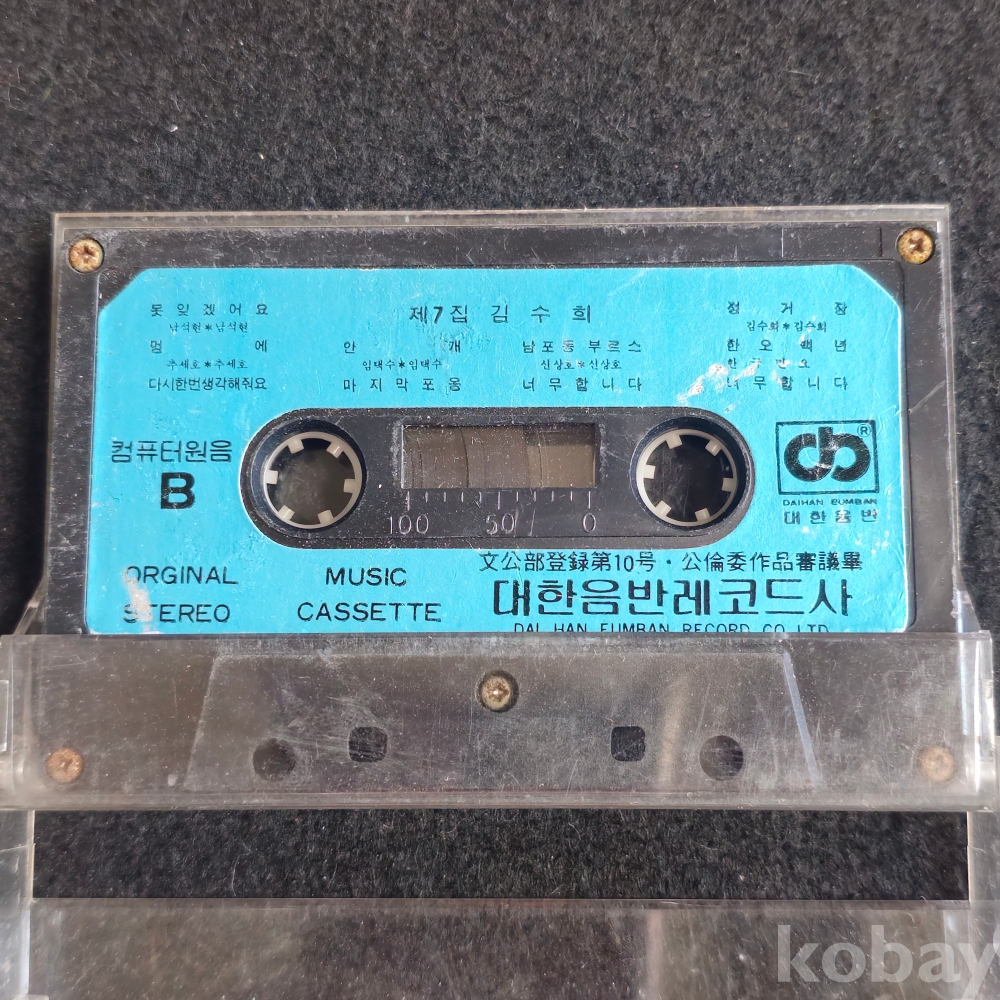 제7집 김수희
못잊겠어요
남석현*남석현
멍에
추세호*추세호
다시한번생각해줘요
안개
임택수*임택수
마지막포옹
남포동부르스
신상호*신상호
너무합니다
정거장
김수희*김수희
한오백년
한국민요
너무합니다
컴퓨터원음
B
100 50 0
DAIHAN EUMBAN
대한음반
®
ORGINAL
STEREO
MUSIC
CASSETTE
文公部登録第10号·公倫委作品審議畢
대한음반레코드사
DAI HAN EUMBAN RECORD CO LTD
kobay